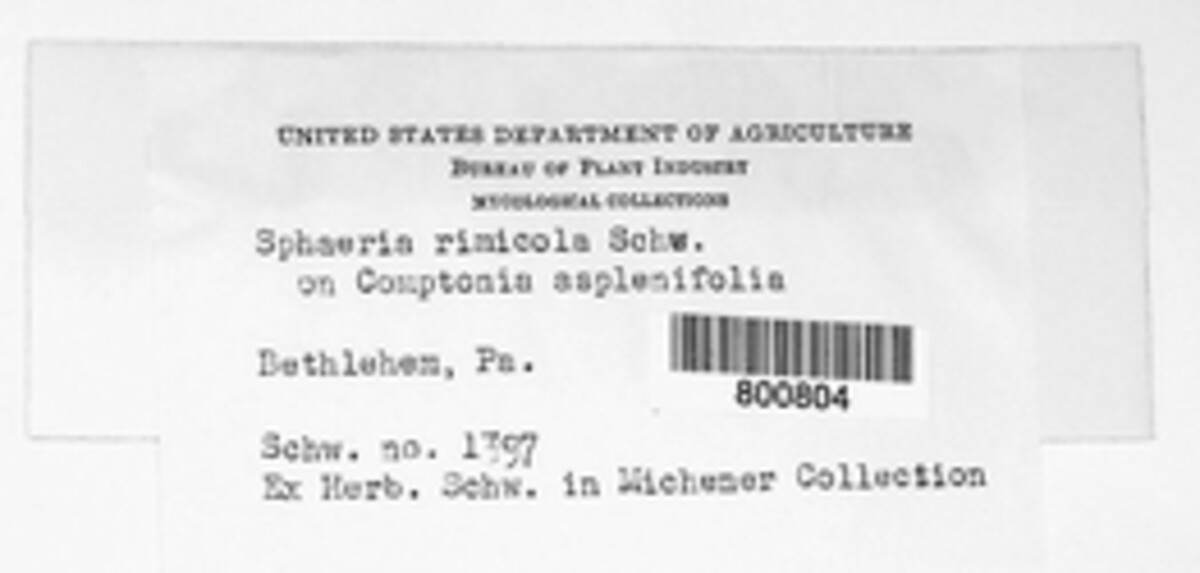 UNITED STATES DEPARTMENT OF AGRICULTURE
BUREAU OF PLANT INDUSTRY
MYCOLOGICAL COLLECTIONS
Sphaeria rimicola Schw.
on Comptonia asplenifolia
Bethlehem, Pa.
800804
Schw. no. 1397
Ex Herb. Schw. in Michener Collection